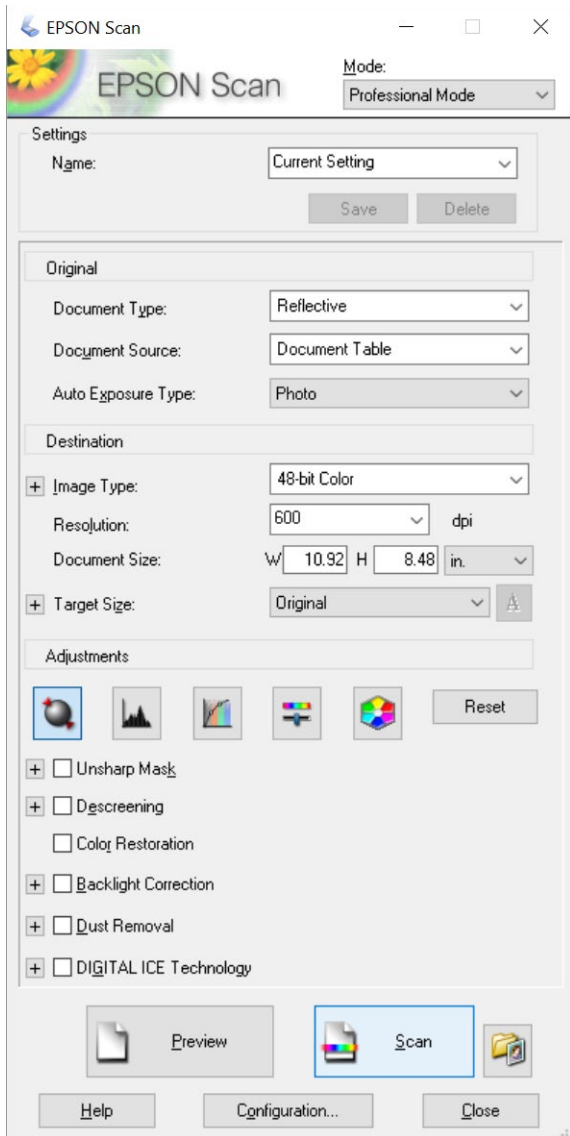 EPSON Scan
EPSON Scan
Mode:
Professional Mode
Settings
Name: Current Setting
Save Delete
Original
Document Type: Reflective
Document Source: Document Table
Auto Exposure Type: Photo
Destination
+ Image Type: 48-bit Color
Resolution: 600 dpi
Document Size: W 10.92 H 8.48 in.
+ Target Size: Original A
Adjustments
Reset
+ Unsharp Mask
+ Descreening
Color Restoration
+ Backlight Correction
+ Dust Removal
+ DIGITAL ICE Technology
Preview Scan
Help Configuration... Close